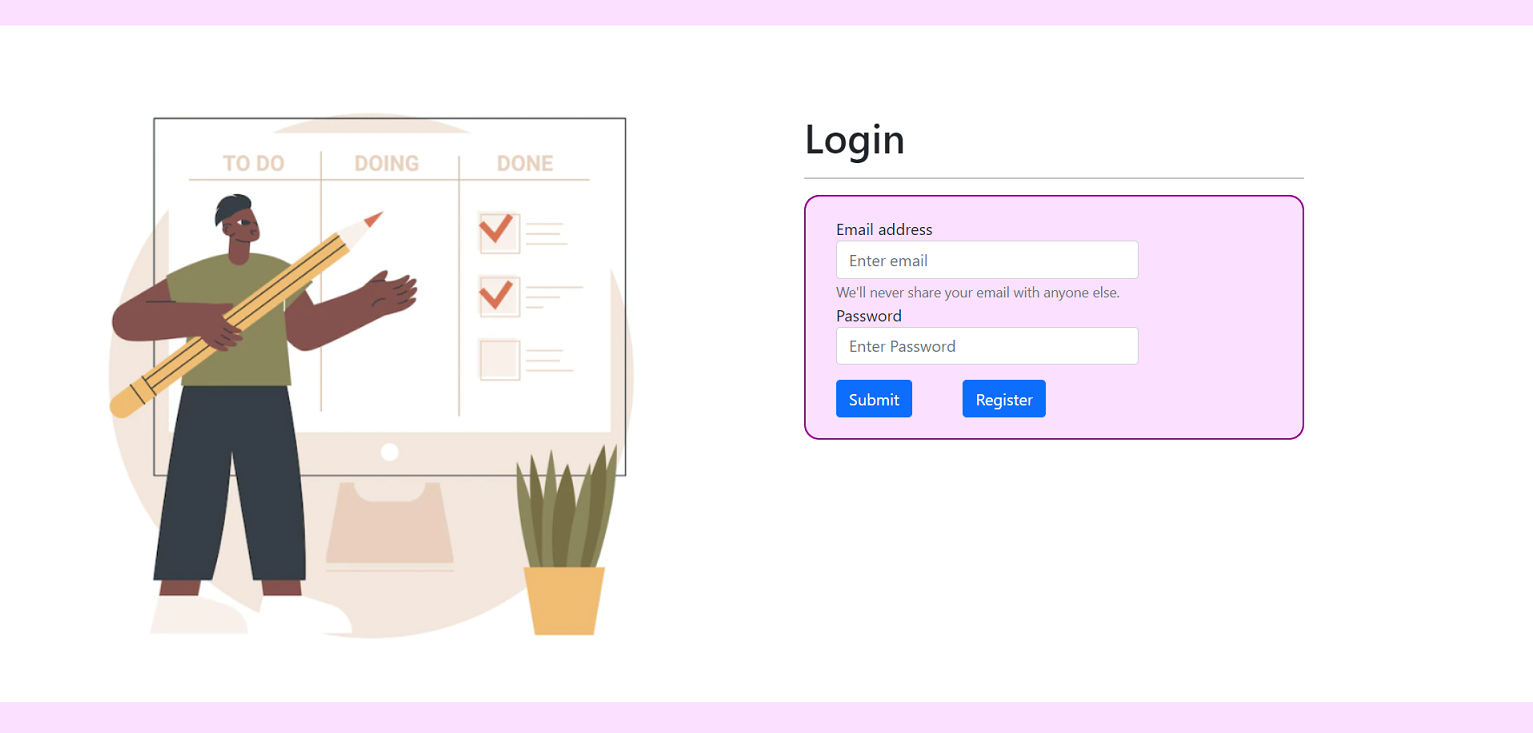 TO DO DOING DONE
Login
Email address
Enter email
We'll never share your email with anyone else.
Password
Enter Password
Submit Register